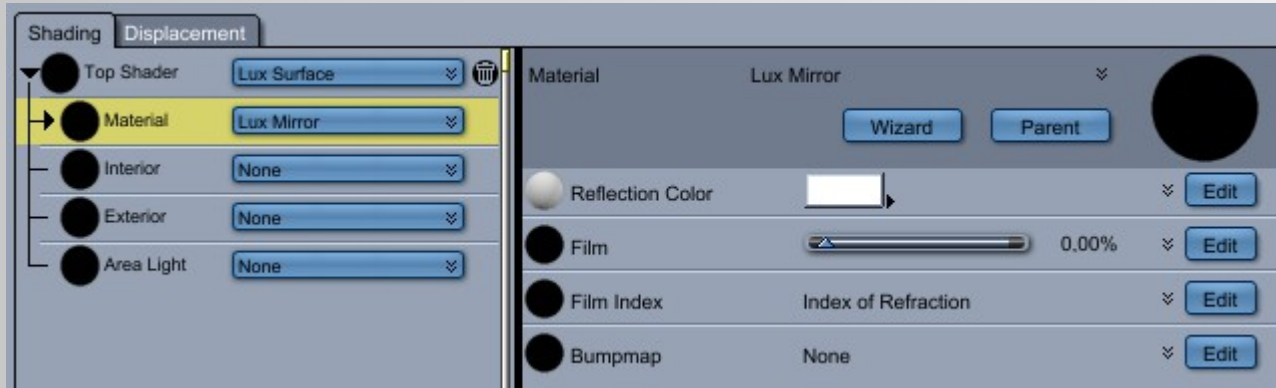 Shading Displacement
Top Shader Lux Surface
Material Lux Mirror
Interior None
Exterior None
Area Light None
Material Lux Mirror
Wizard Parent
Reflection Color Edit
Film 0,00% Edit
Film Index Index of Refraction Edit
Bumpmap None Edit